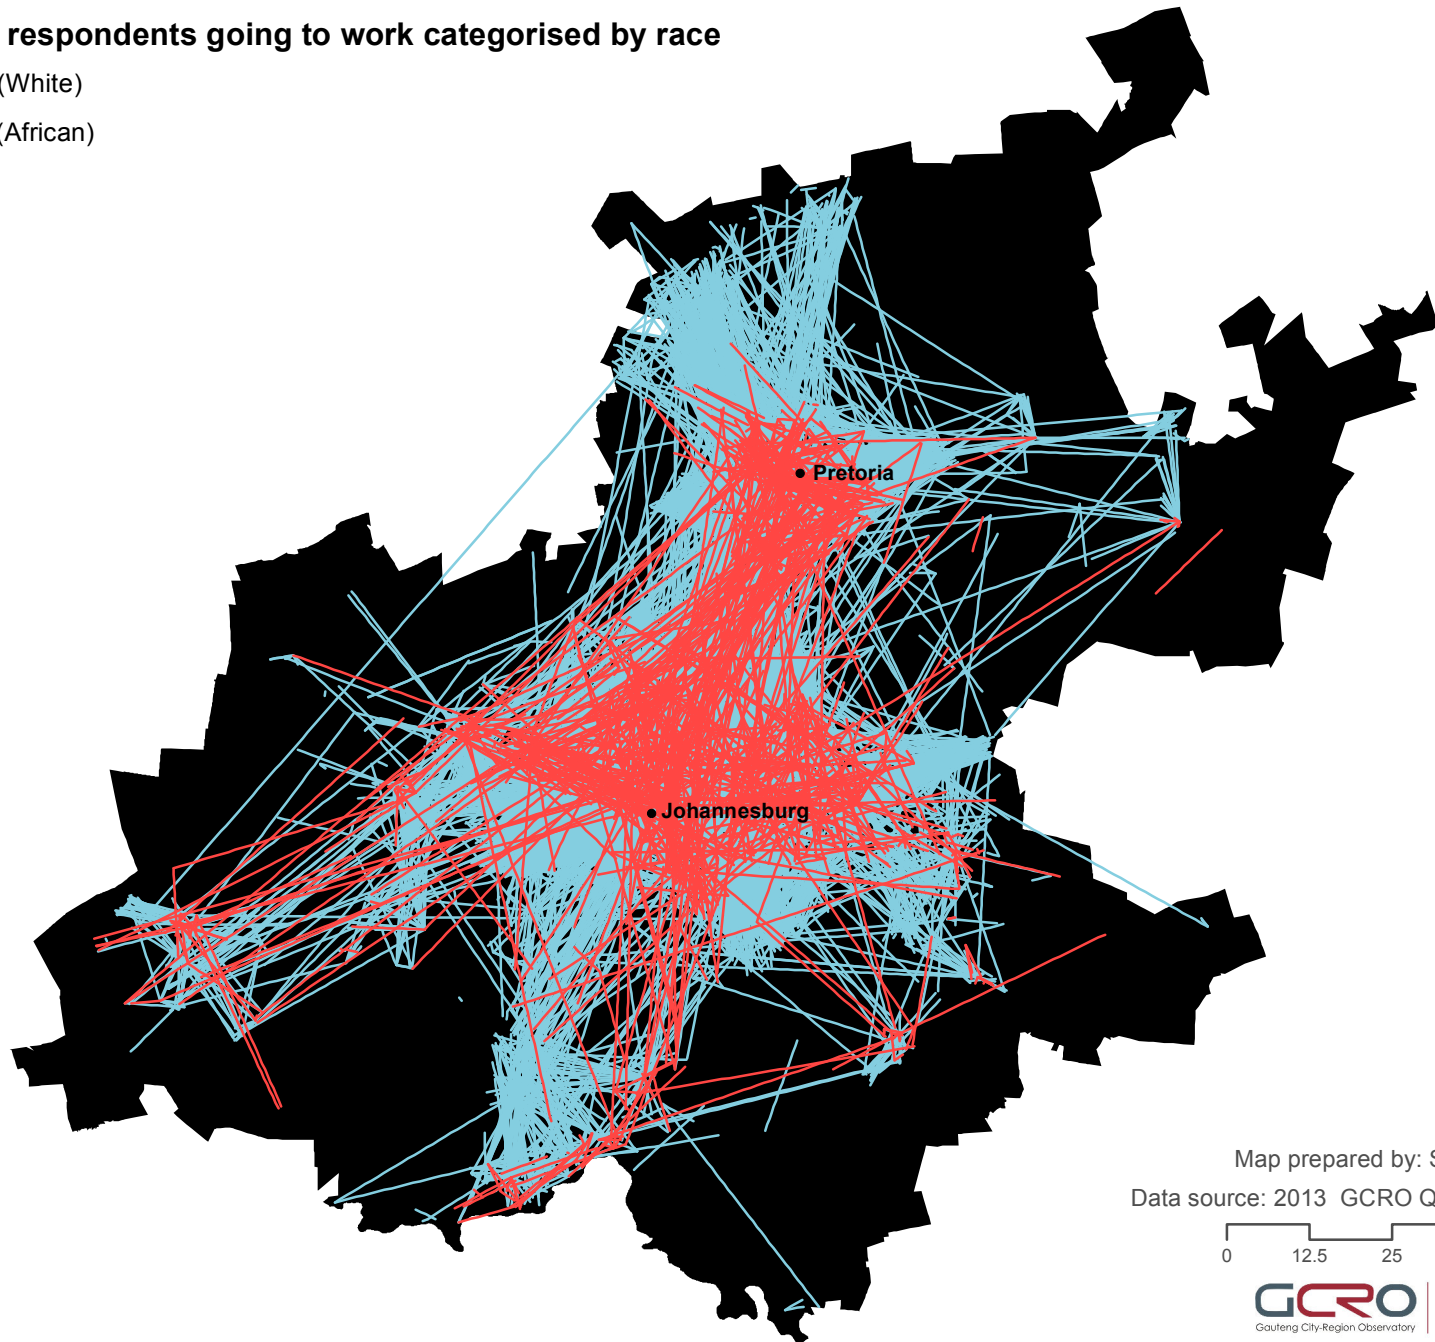 respondents going to work categorised by race
(White)
(African)
Pretoria
Johannesburg
Map prepared by: S
Data source: 2013 GCRO Q
0 12.5 25
GCRO
Gauteng City-Region Observatory